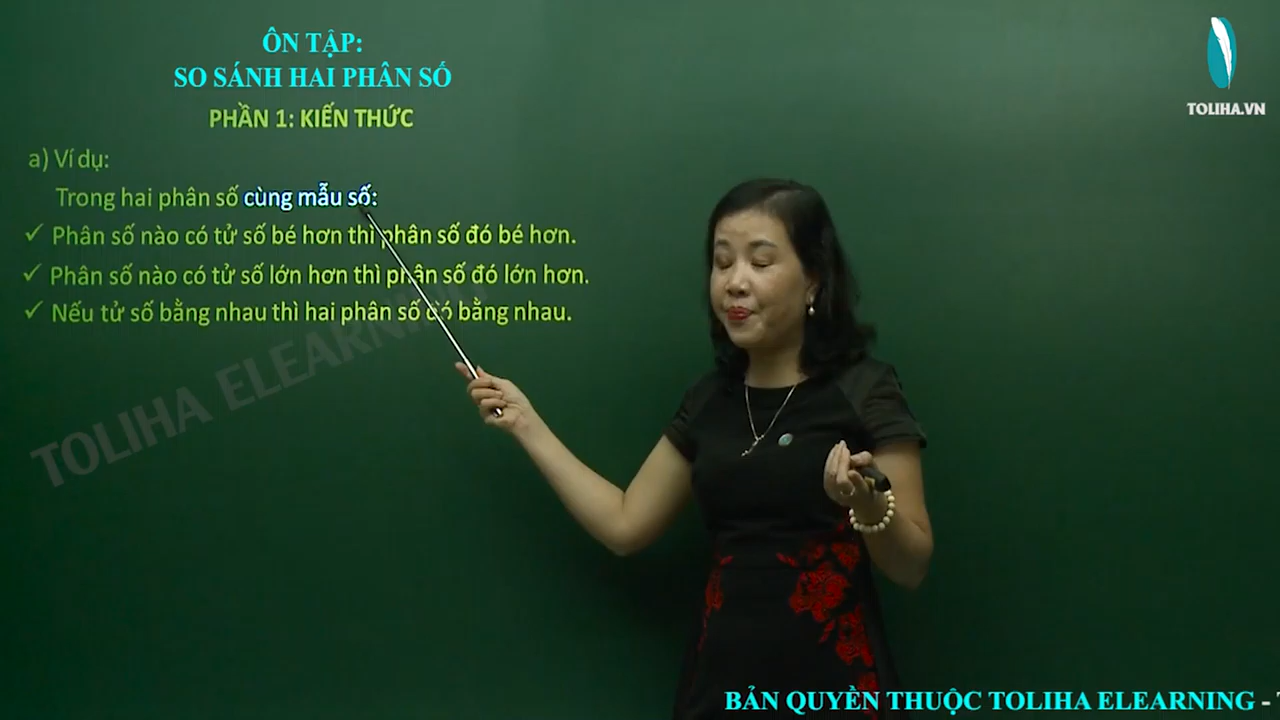 ÔN TẬP:
SO SÁNH HAI PHÂN SỐ
PHẦN 1: KIẾN THỨC
a) Ví dụ:
Trong hai phân số cùng mẫu số:
✓ Phân số nào có tử số bé hơn thì phân số đó bé hơn.
✓ Phân số nào có tử số lớn hơn thì phân số đó lớn hơn.
✓ Nếu tử số bằng nhau thì hai phân số đó bằng nhau.
TOLIHA.VN
TOLIHA ELEARNING
BẢN QUYỀN THUỘC TOLIHA ELEARNING -